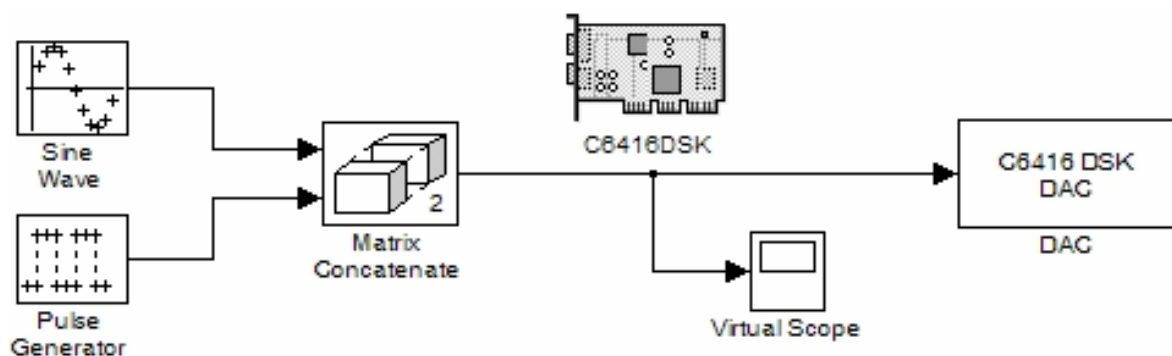 Sine
Wave
Pulse
Generator
2
Matrix
Concatenate
C6416DSK
Virtual Scope
C6416 DSK
DAC
DAC